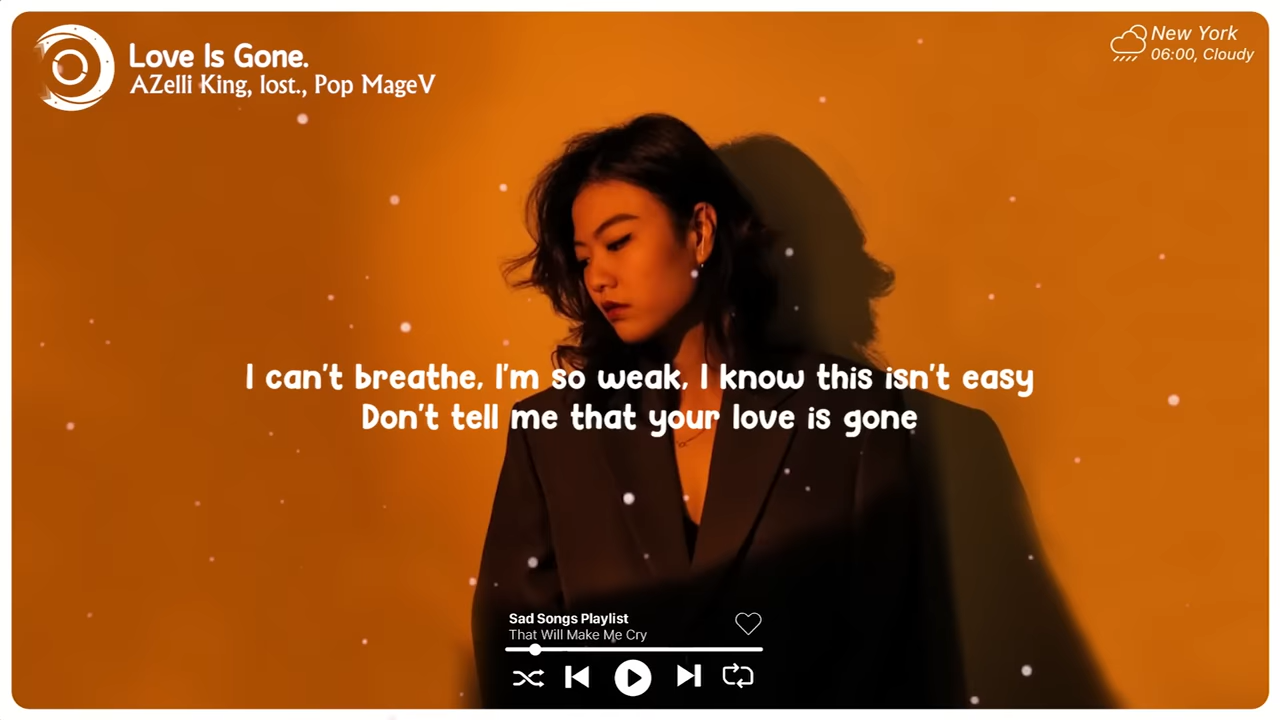 Love Is Gone.
AZelli King, lost., Pop MageV
New York
06:00, Cloudy
I can't breathe, I'm so weak, I know this isn't easy
Don't tell me that your love is gone
Sad Songs Playlist
That Will Make Me Cry